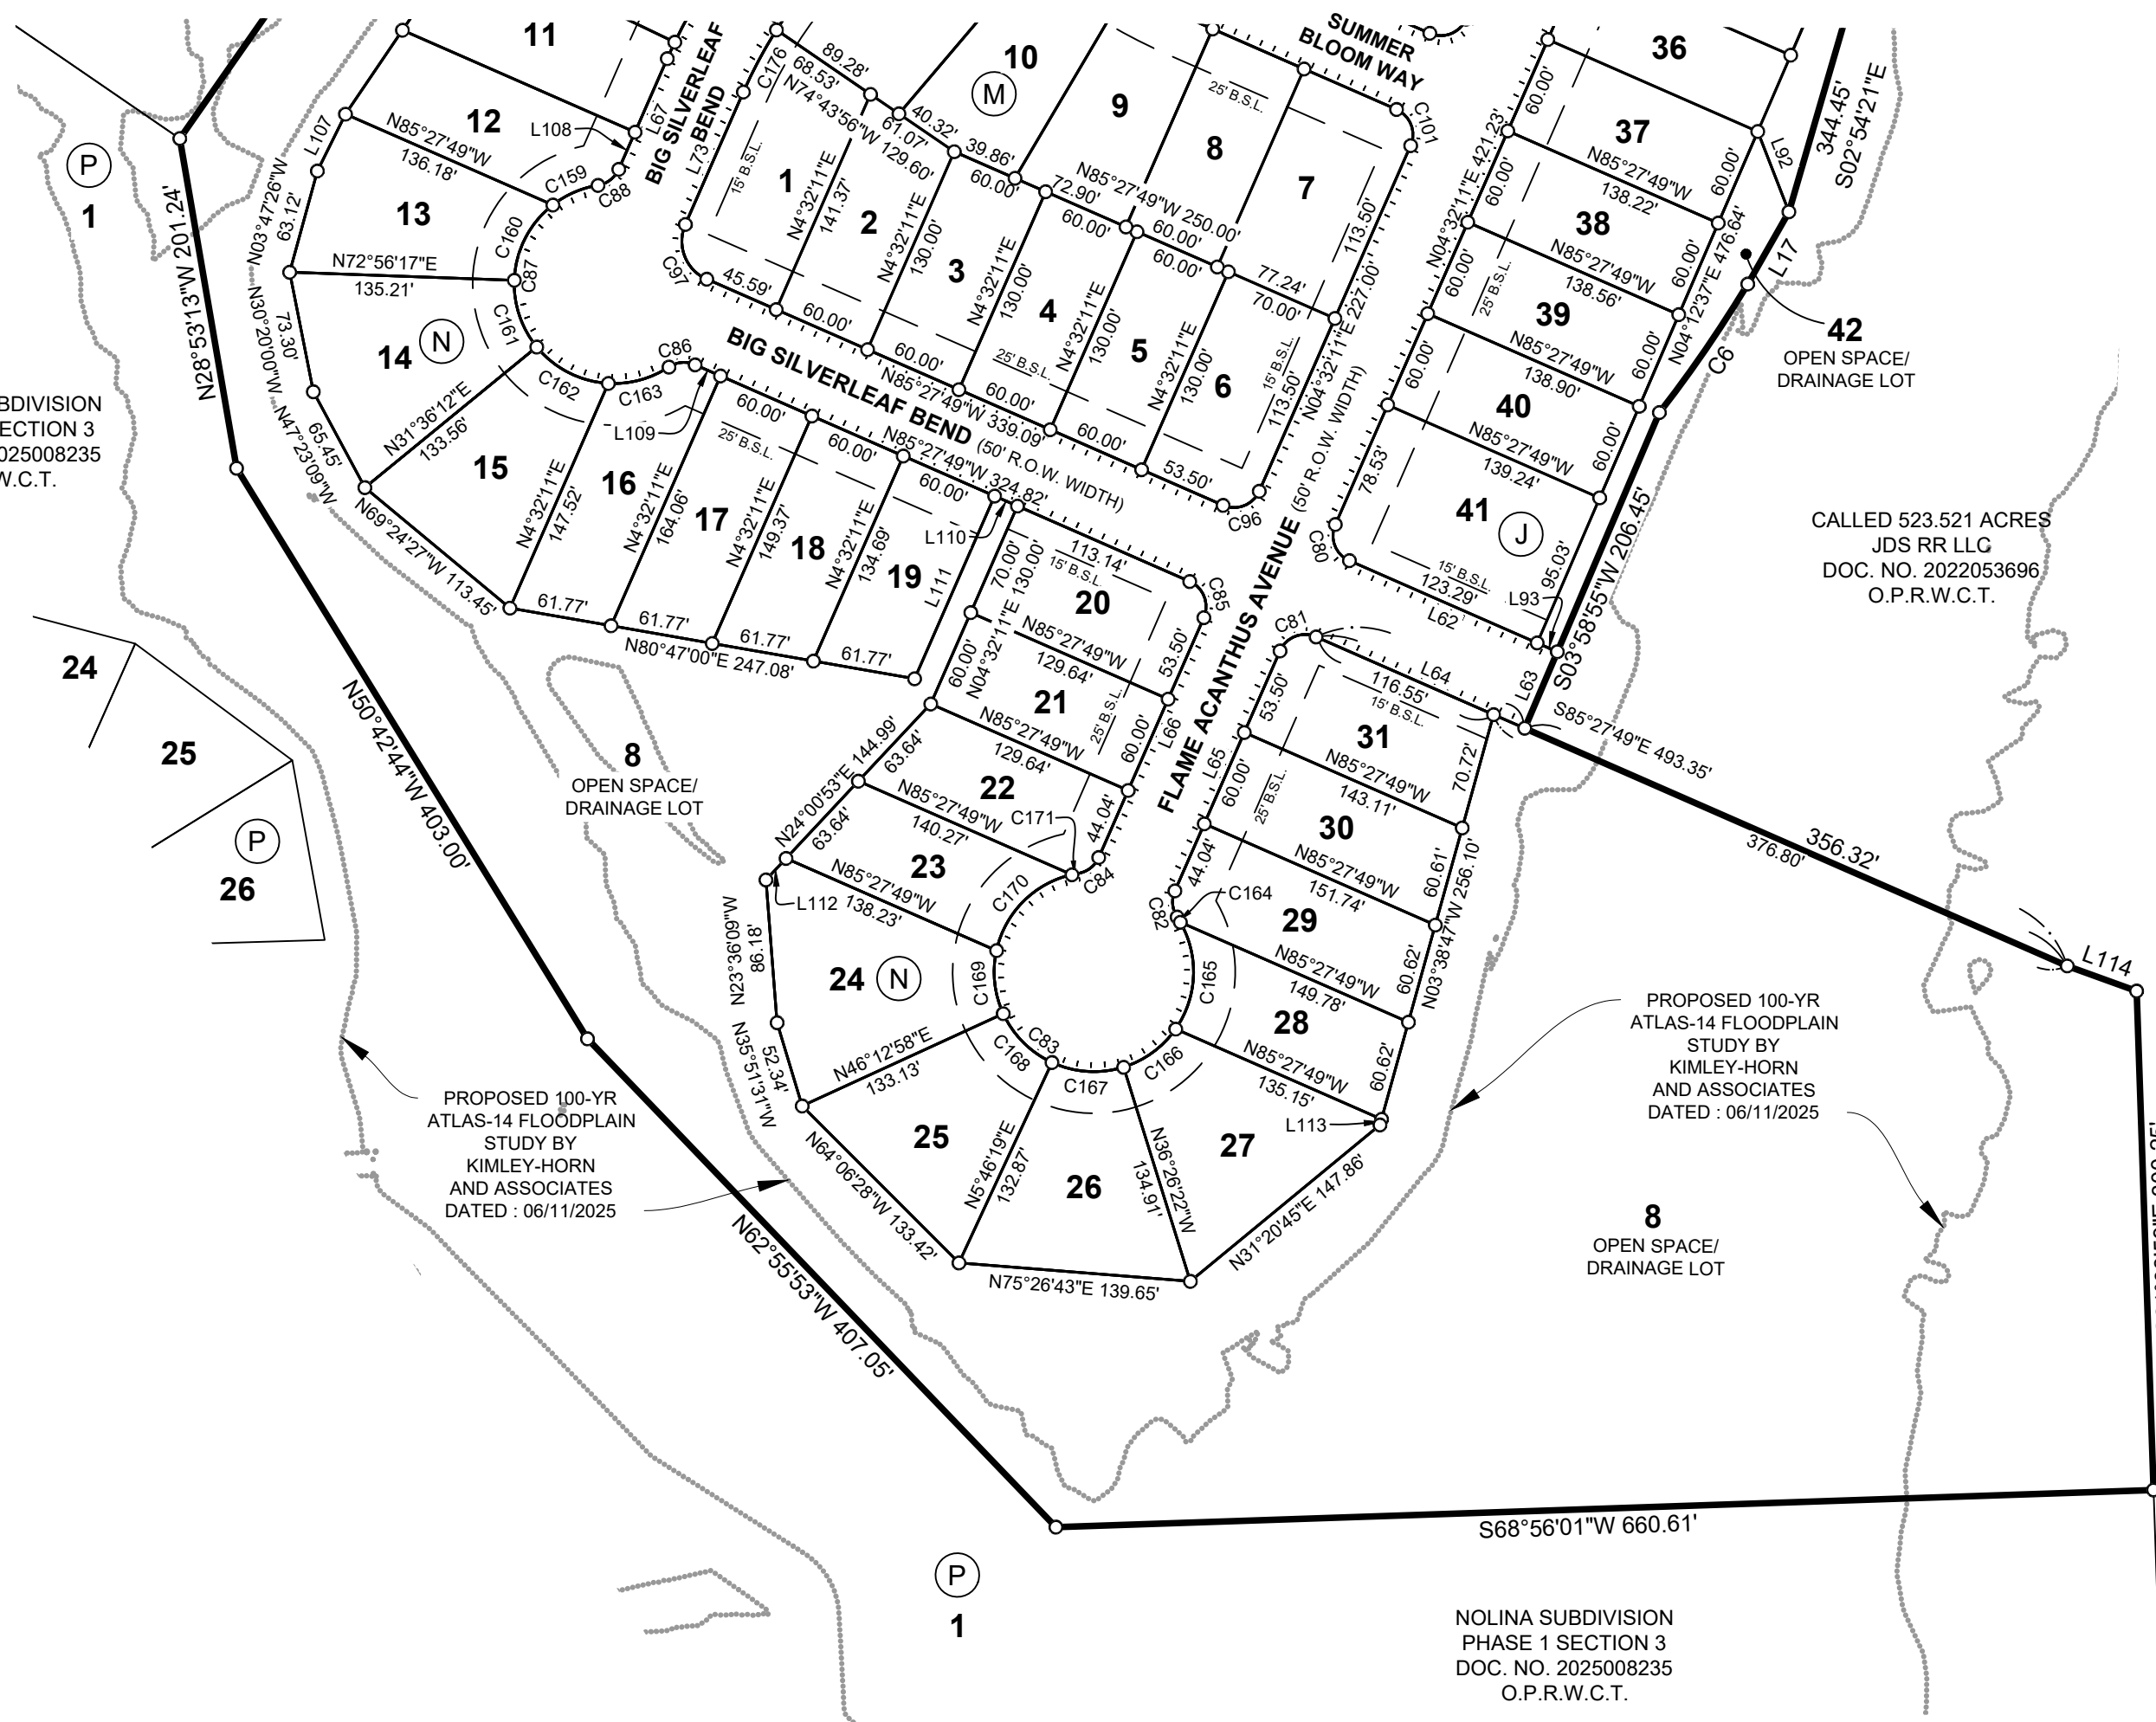 11
12
13
14
15
16
17
18
19
20
21
22
23
24
25
26
27
28
29
30
31
36
37
38
39
40
41
1
2
3
4
5
6
7
8
9
10
M
N
N
J
P
1
P
P
1
24
25
26
BIG SILVERLEAF
BIG SILVERLEAF
BEND
L73
L67
L107
L108
C176
89.28'
68.53'
N74°43'56"W 129.60'
40.32'
61.07'
39.86'
60.00'
72.90'
N85°27'49"W 250.00'
60.00'
60.00'
60.00'
77.24'
70.00'
SUMMER
BLOOM WAY
C101
25' B.S.L.
15' B.S.L.
N4°32'11"E
141.37'
N4°32'11"E
130.00'
N4°32'11"E
130.00'
N4°32'11"E
130.00'
N4°32'11"E
130.00'
113.50'
N04°32'11"E 227.00'
113.50'
15' B.S.L.
25' B.S.L.
C97
45.59'
60.00'
60.00'
60.00'
60.00'
53.50'
C96
N85°27'49"W 339.09'
BIG SILVERLEAF BEND (50' R.O.W. WIDTH)
N85°27'49"W 324.82'
N85°27'49"W
136.18'
C159
C88
C160
C87
C161
C162
C163
C86
L109
N72°56'17"E
135.21'
N03°47'26"W
63.12'
N30°20'00"W
73.30'
N47°23'09"W
65.45'
N31°36'12"E
133.56'
N69°24'27"W 113.45'
N4°32'11"E
147.52'
N4°32'11"E
164.06'
N4°32'11"E
149.37'
N4°32'11"E
134.69'
60.00'
60.00'
60.00'
25' B.S.L.
61.77'
61.77'
61.77'
61.77'
N80°47'00"E 247.08'
L110
L111
113.14'
15' B.S.L.
70.00'
N04°32'11"E 130.00'
60.00'
C85
53.50'
N85°27'49"W
129.64'
25' B.S.L.
60.00'
L66
N85°27'49"W
129.64'
N24°00'53"E 144.99'
63.64'
63.64'
N85°27'49"W
140.27'
C171
44.04'
C84
C170
N85°27'49"W
138.23'
L112
N23°36'09"W
86.18'
C169
N35°51'31"W
52.34'
N46°12'58"E
133.13'
C168
C83
C167
C166
C165
C164
C82
N64°06'28"W 133.42'
N5°46'19"E
132.87'
N75°26'43"E 139.65'
N36°26'22"W
134.91'
N31°20'45"E 147.86'
L113
N85°27'49"W
135.15'
60.62'
N85°27'49"W
149.78'
60.62'
N03°38'47"W 256.10'
N85°27'49"W
151.74'
60.61'
44.04'
N85°27'49"W
143.11'
70.72'
60.00'
L65
25' B.S.L.
53.50'
C81
L64
116.55'
15' B.S.L.
FLAME ACANTHUS AVENUE (50' R.O.W. WIDTH)
60.00'
N04°32'11"E 421.23'
60.00'
60.00'
60.00'
78.53'
C80
25' B.S.L.
N85°27'49"W
138.22'
N85°27'49"W
138.56'
N85°27'49"W
138.90'
N85°27'49"W
139.24'
60.00'
60.00'
N04°12'37"E 476.64'
60.00'
60.00'
95.03'
15' B.S.L.
123.29'
L62
L93
L63
L92
L17
C6
344.45'
S02°54'21"E
S03°58'55"W 206.45'
42
OPEN SPACE/
DRAINAGE LOT
CALLED 523.521 ACRES
JDS RR LLC
DOC. NO. 2022053696
O.P.R.W.C.T.
S85°27'49"E 493.35'
356.32'
376.80'
L114
N28°53'13"W 201.24'
N50°42'44"W 403.00'
N62°55'53"W 407.05'
S68°56'01"W 660.61'
BDIVISION
ECTION 3
025008235
W.C.T.
8
OPEN SPACE/
DRAINAGE LOT
PROPOSED 100-YR
ATLAS-14 FLOODPLAIN
STUDY BY
KIMLEY-HORN
AND ASSOCIATES
DATED : 06/11/2025
PROPOSED 100-YR
ATLAS-14 FLOODPLAIN
STUDY BY
KIMLEY-HORN
AND ASSOCIATES
DATED : 06/11/2025
8
OPEN SPACE/
DRAINAGE LOT
NOLINA SUBDIVISION
PHASE 1 SECTION 3
DOC. NO. 2025008235
O.P.R.W.C.T.